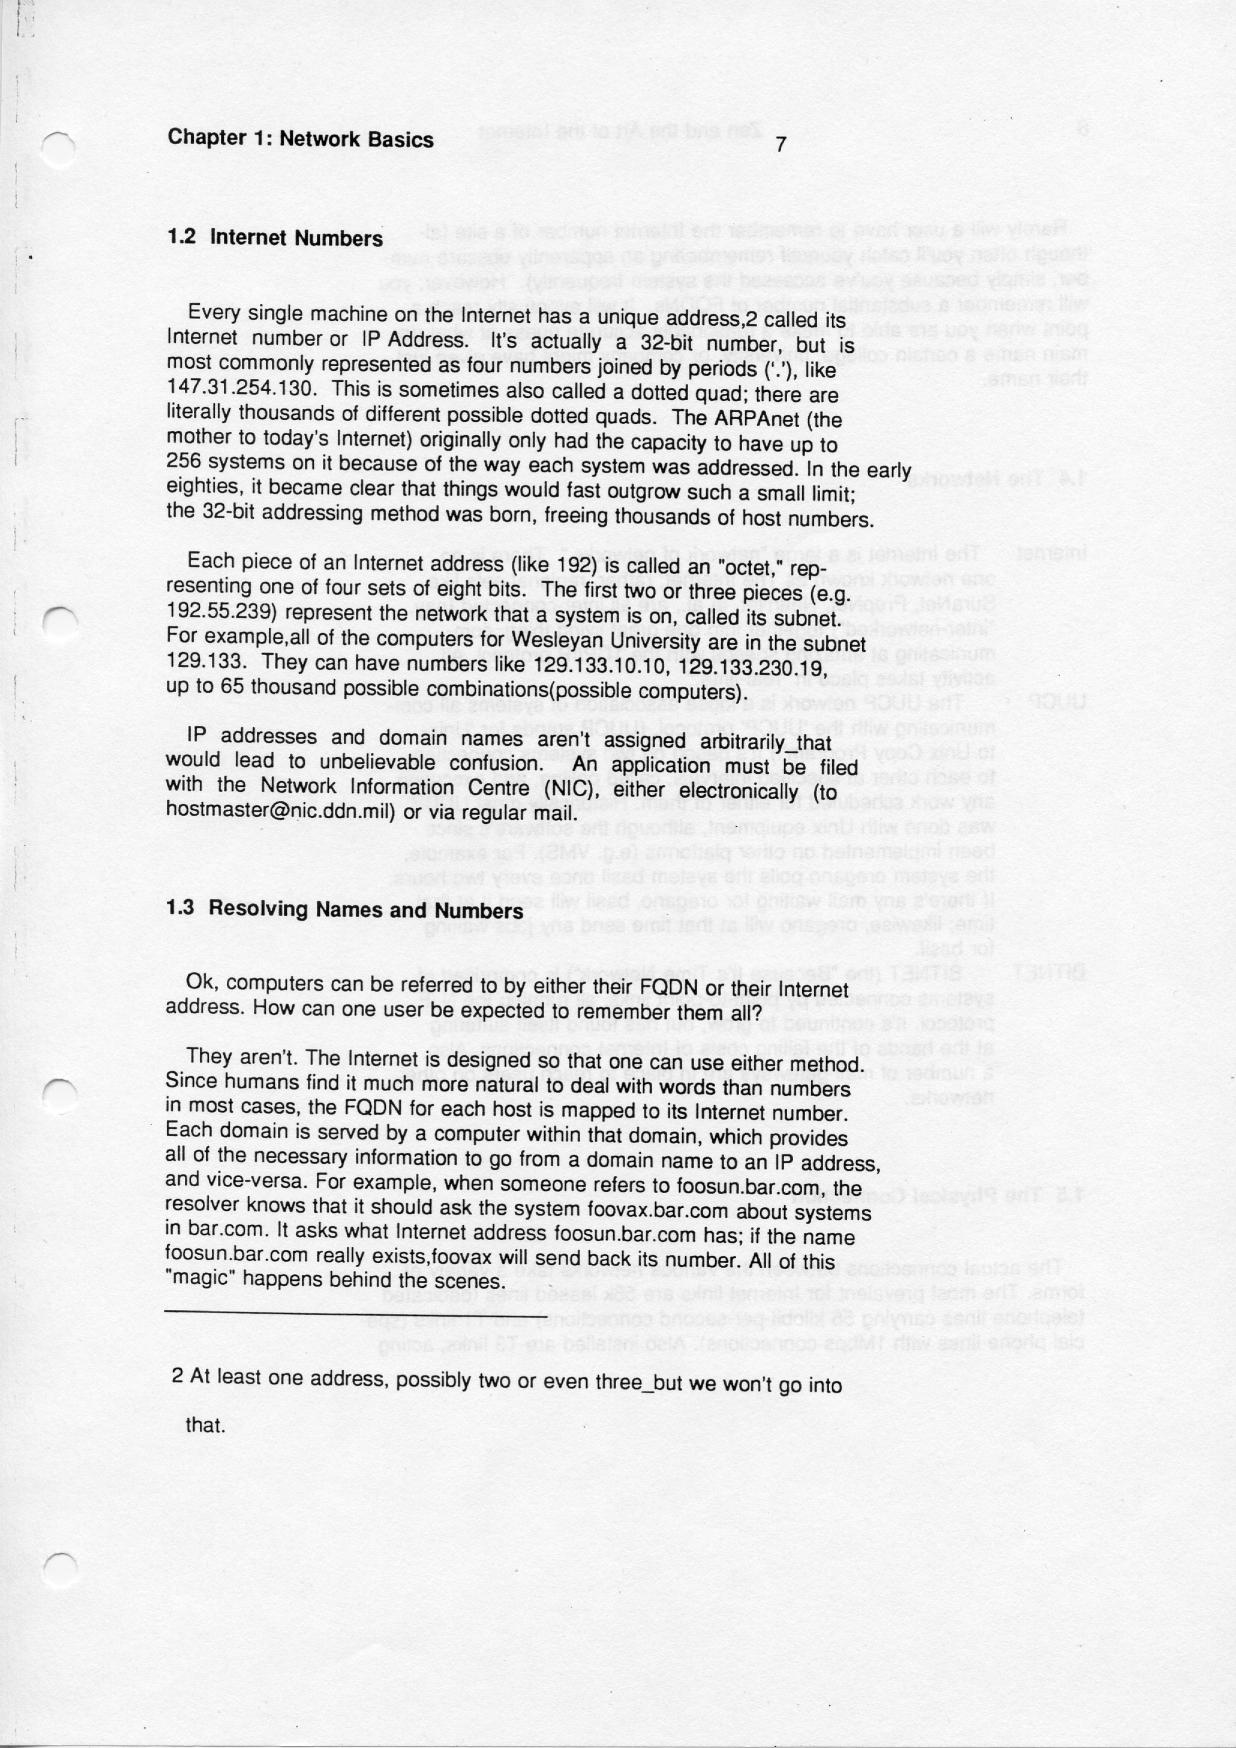 Chapter 1: Network Basics 7
1.2 Internet Numbers
Every single machine on the Internet has a unique address,2 called its
Internet number or IP Address. It's actually a 32-bit number, but is
most commonly represented as four numbers joined by periods ('.'), like
147.31.254.130. This is sometimes also called a dotted quad; there are
literally thousands of different possible dotted quads. The ARPAnet (the
mother to today's Internet) originally only had the capacity to have up to
256 systems on it because of the way each system was addressed. In the early
eighties, it became clear that things would fast outgrow such a small limit;
the 32-bit addressing method was born, freeing thousands of host numbers.
Each piece of an Internet address (like 192) is called an "octet," rep-
resenting one of four sets of eight bits. The first two or three pieces (e.g.
192.55.239) represent the network that a system is on, called its subnet.
For example,all of the computers for Wesleyan University are in the subnet
129.133. They can have numbers like 129.133.10.10, 129.133.230.19,
up to 65 thousand possible combinations(possible computers).
IP addresses and domain names aren't assigned arbitrarily_that
would lead to unbelievable confusion. An application must be filed
with the Network Information Centre (NIC), either electronically (to
hostmaster@nic.ddn.mil) or via regular mail.
1.3 Resolving Names and Numbers
Ok, computers can be referred to by either their FQDN or their Internet
address. How can one user be expected to remember them all?
They aren't. The Internet is designed so that one can use either method.
Since humans find it much more natural to deal with words than numbers
in most cases, the FQDN for each host is mapped to its Internet number.
Each domain is served by a computer within that domain, which provides
all of the necessary information to go from a domain name to an IP address,
and vice-versa. For example, when someone refers to foosun.bar.com, the
resolver knows that it should ask the system foovax.bar.com about systems
in bar.com. It asks what Internet address foosun.bar.com has; if the name
foosun.bar.com really exists,foovax will send back its number. All of this
"magic" happens behind the scenes.
2 At least one address, possibly two or even three_but we won't go into
that.